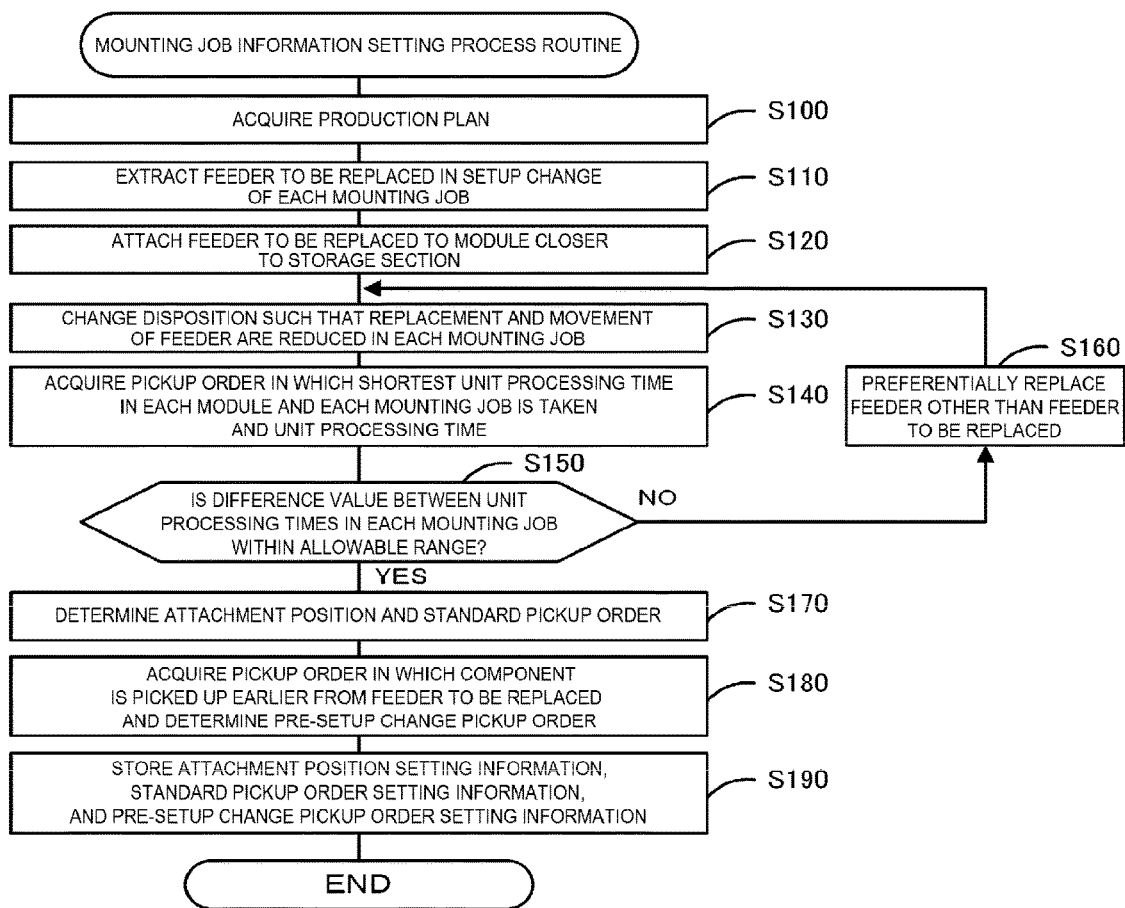 MOUNTING JOB INFORMATION SETTING PROCESS ROUTINE
ACQUIRE PRODUCTION PLAN
S100
EXTRACT FEEDER TO BE REPLACED IN SETUP CHANGE
OF EACH MOUNTING JOB
S110
ATTACH FEEDER TO BE REPLACED TO MODULE CLOSER
TO STORAGE SECTION
S120
CHANGE DISPOSITION SUCH THAT REPLACEMENT AND MOVEMENT
OF FEEDER ARE REDUCED IN EACH MOUNTING JOB
S130
ACQUIRE PICKUP ORDER IN WHICH SHORTEST UNIT PROCESSING TIME
IN EACH MODULE AND EACH MOUNTING JOB IS TAKEN
AND UNIT PROCESSING TIME
S140
S160
PREFERENTIALLY REPLACE
FEEDER OTHER THAN FEEDER
TO BE REPLACED
S150
IS DIFFERENCE VALUE BETWEEN UNIT
PROCESSING TIMES IN EACH MOUNTING JOB
WITHIN ALLOWABLE RANGE?
NO
YES
DETERMINE ATTACHMENT POSITION AND STANDARD PICKUP ORDER
S170
ACQUIRE PICKUP ORDER IN WHICH COMPONENT
IS PICKED UP EARLIER FROM FEEDER TO BE REPLACED
AND DETERMINE PRE-SETUP CHANGE PICKUP ORDER
S180
STORE ATTACHMENT POSITION SETTING INFORMATION,
STANDARD PICKUP ORDER SETTING INFORMATION,
AND PRE-SETUP CHANGE PICKUP ORDER SETTING INFORMATION
S190
END